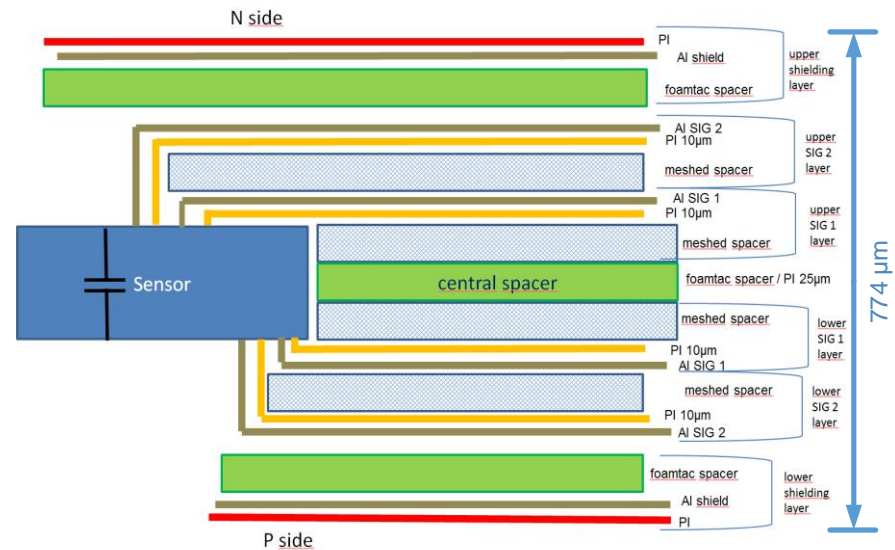 N side
PI
Al shield
foamtac spacer
upper
shielding
layer
Al SIG 2
PI 10µm
meshed spacer
upper
SIG 2
layer
Al SIG 1
PI 10µm
meshed spacer
upper
SIG 1
layer
Sensor
central spacer
foamtac spacer / PI 25µm
774 µm
meshed spacer
PI 10µm
Al SIG 1
lower
SIG 1
layer
meshed spacer
PI 10µm
Al SIG 2
lower
SIG 2
layer
foamtac spacer
Al shield
PI
lower
shielding
layer
P side